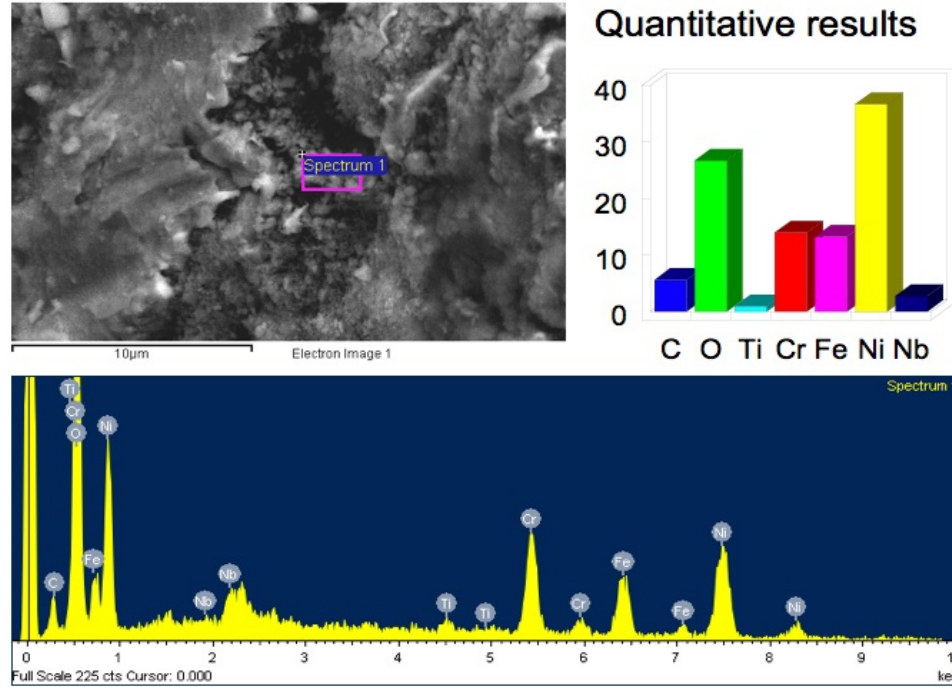 Quantitative results
Spectrum 1
10µm
Electron Image 1
40
30
20
10
0
C O Ti Cr Fe Ni Nb
Spectrum
Ti
Cr
O
Ni
Fe
C
Nb
Nb
Ti
Ti
Cr
Cr
Fe
Fe
Ni
Ni
0 1 2 3 4 5 6 7 8 9 1
Full Scale 225 cts Cursor: 0.000
ke